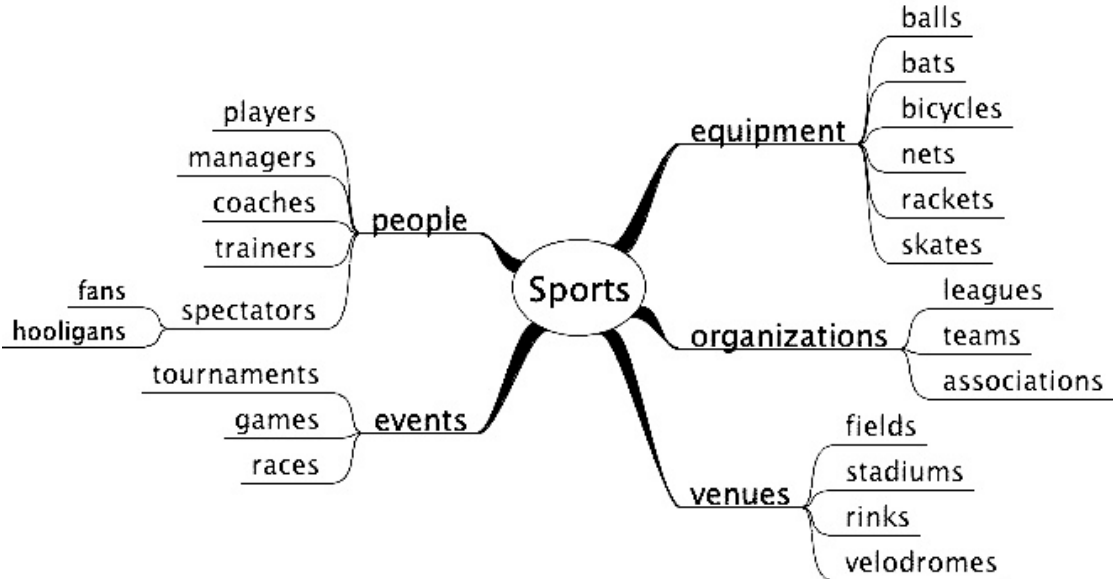 Sports
people
players
managers
coaches
trainers
spectators
fans
hooligans
events
tournaments
games
races
equipment
balls
bats
bicycles
nets
rackets
skates
organizations
leagues
teams
associations
venues
fields
stadiums
rinks
velodromes